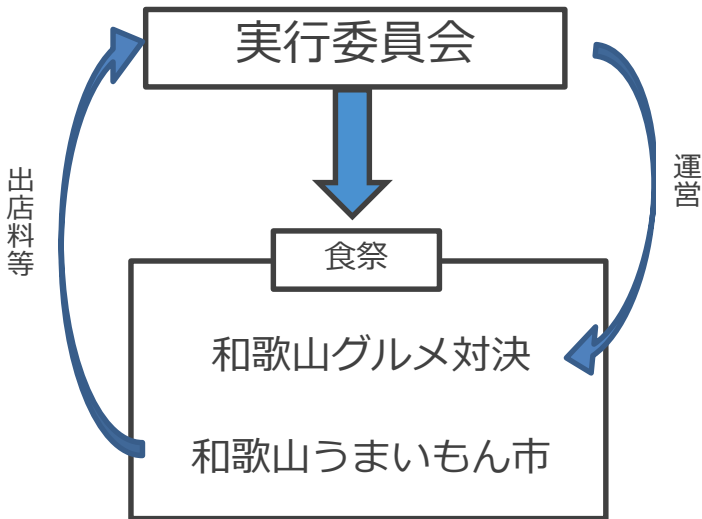 実行委員会
出店料等
運営
食祭
和歌山グルメ対決
和歌山うまいもん市